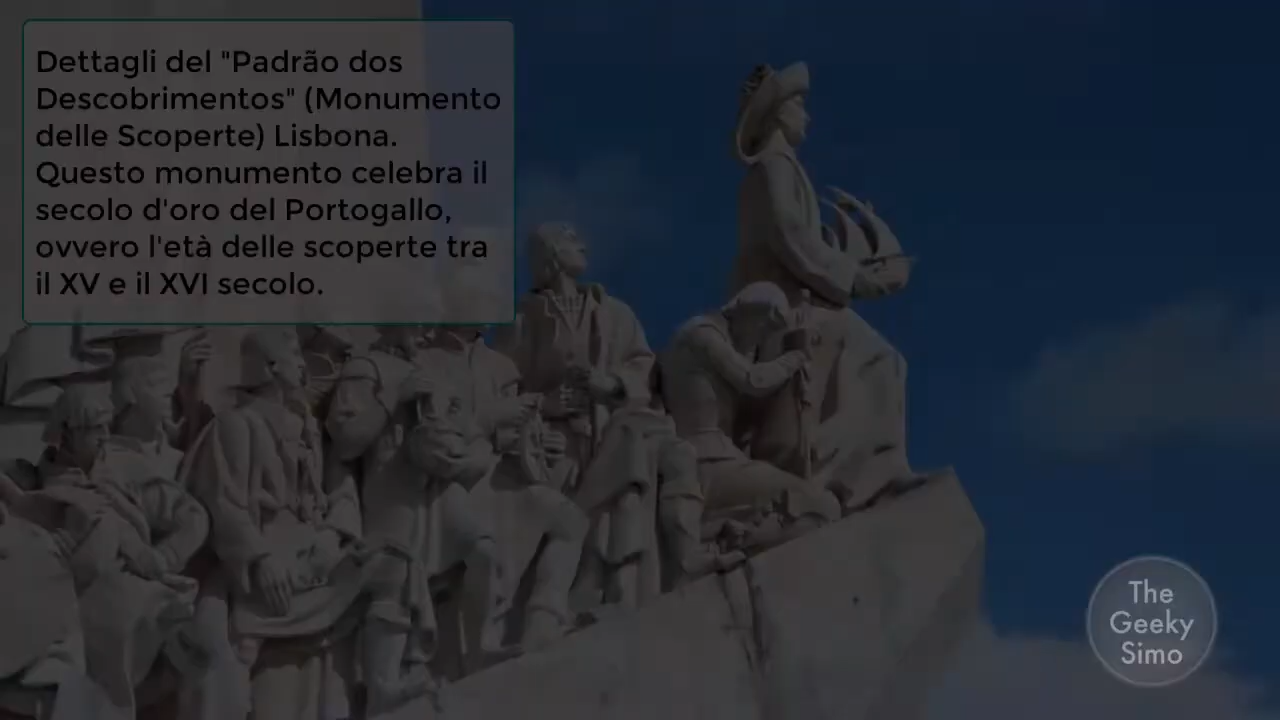 Dettagli del "Padrão dos
Descobrimentos" (Monumento
delle Scoperte) Lisbona.
Questo monumento celebra il
secolo d'oro del Portogallo,
ovvero l'età delle scoperte tra
il XV e il XVI secolo.
The
Geeky
Simo